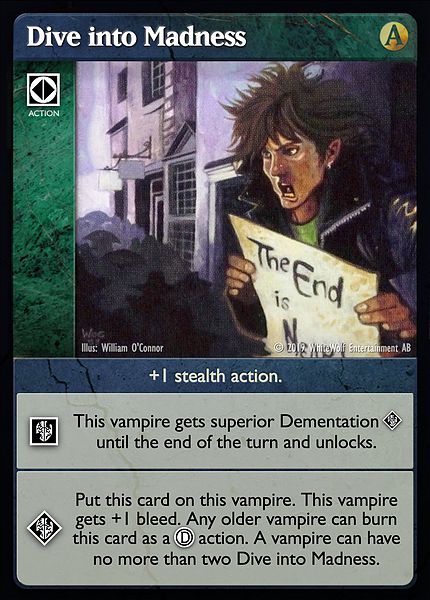 Dive into Madness
A
ACTION
The End
is
N
WOC
Illus: William O'Connor
© 2019 WhiteWolf Entertainment AB
+1 stealth action.
This vampire gets superior Dementation
until the end of the turn and unlocks.
Put this card on this vampire. This vampire
gets +1 bleed. Any older vampire can burn
this card as a D action. A vampire can have
no more than two Dive into Madness.